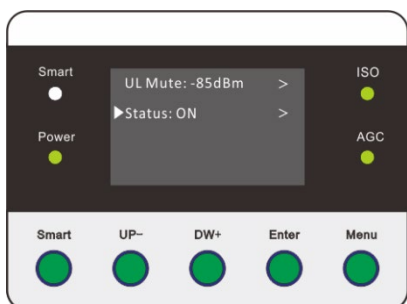 Smart
ISO
UL Mute: -85dBm >
Status: ON >
Power
AGC
Smart UP- DW+ Enter Menu